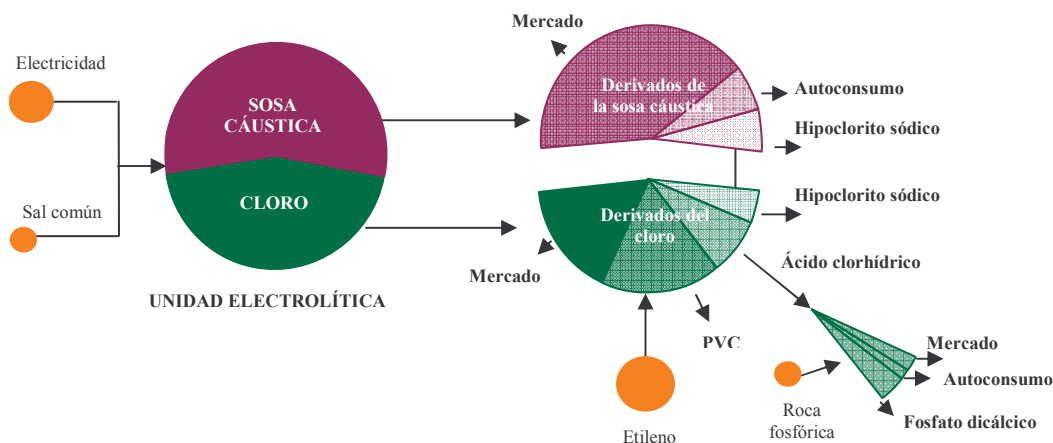 Electricidad
Sal común
SOSA
CÁUSTICA
CLORO
UNIDAD ELECTROLÍTICA
Mercado
Derivados de
la sosa cáustica
Autoconsumo
Hipoclorito sódico
Hipoclorito sódico
Derivados del
cloro
Mercado
Ácido clorhídrico
PVC
Etileno
Roca
fosfórica
Mercado
Autoconsumo
Fosfato dicálcico